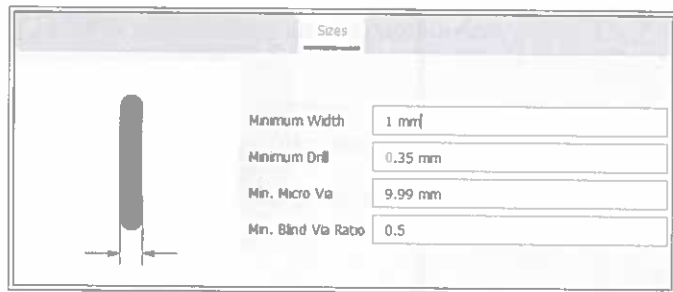 Sizes
Minimum Width 1 mm
Minimum Drill 0.35 mm
Min. Micro Via 9.99 mm
Min. Blind Via Ratio 0.5